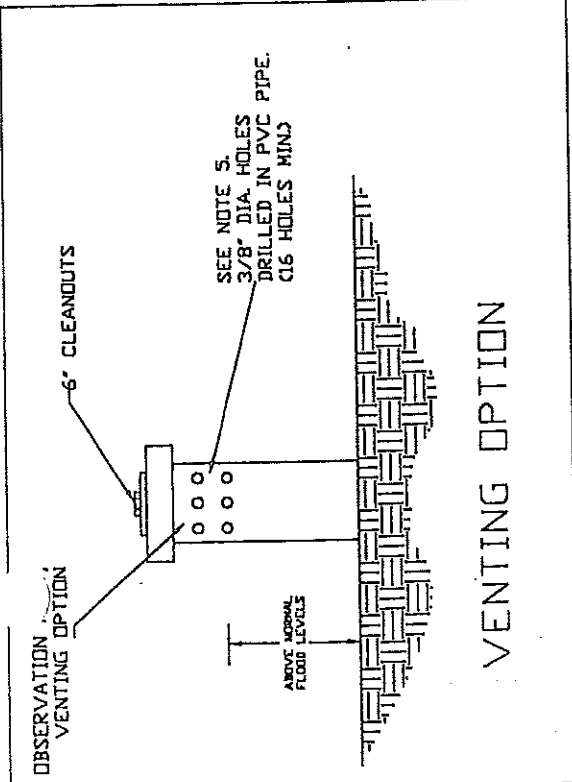 OBSERVATION
VENTING OPTION
6" CLEANOUTS
SEE NOTE 5.
3/8" DIA. HOLES
DRILLED IN PVC PIPE.
(16 HOLES MIN.)
ABOVE NORMAL
FLOOD LEVELS
VENTING OPTION